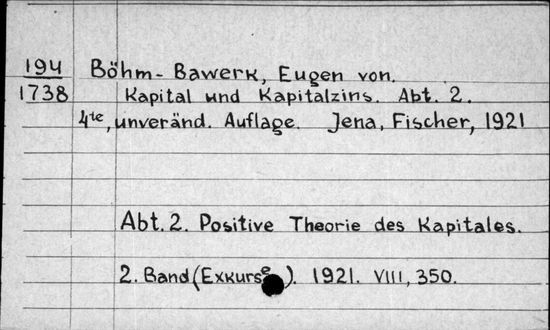 194
1738
Böhm-Bawerk, Eugen von.
Kapital und Kapitalzins. Abt. 2.
4te, unveränd. Auflage. Jena, Fischer, 1921
Abt. 2. Positive Theorie des Kapitales.
2. Band (Exkurse). 1921. VIII, 350.